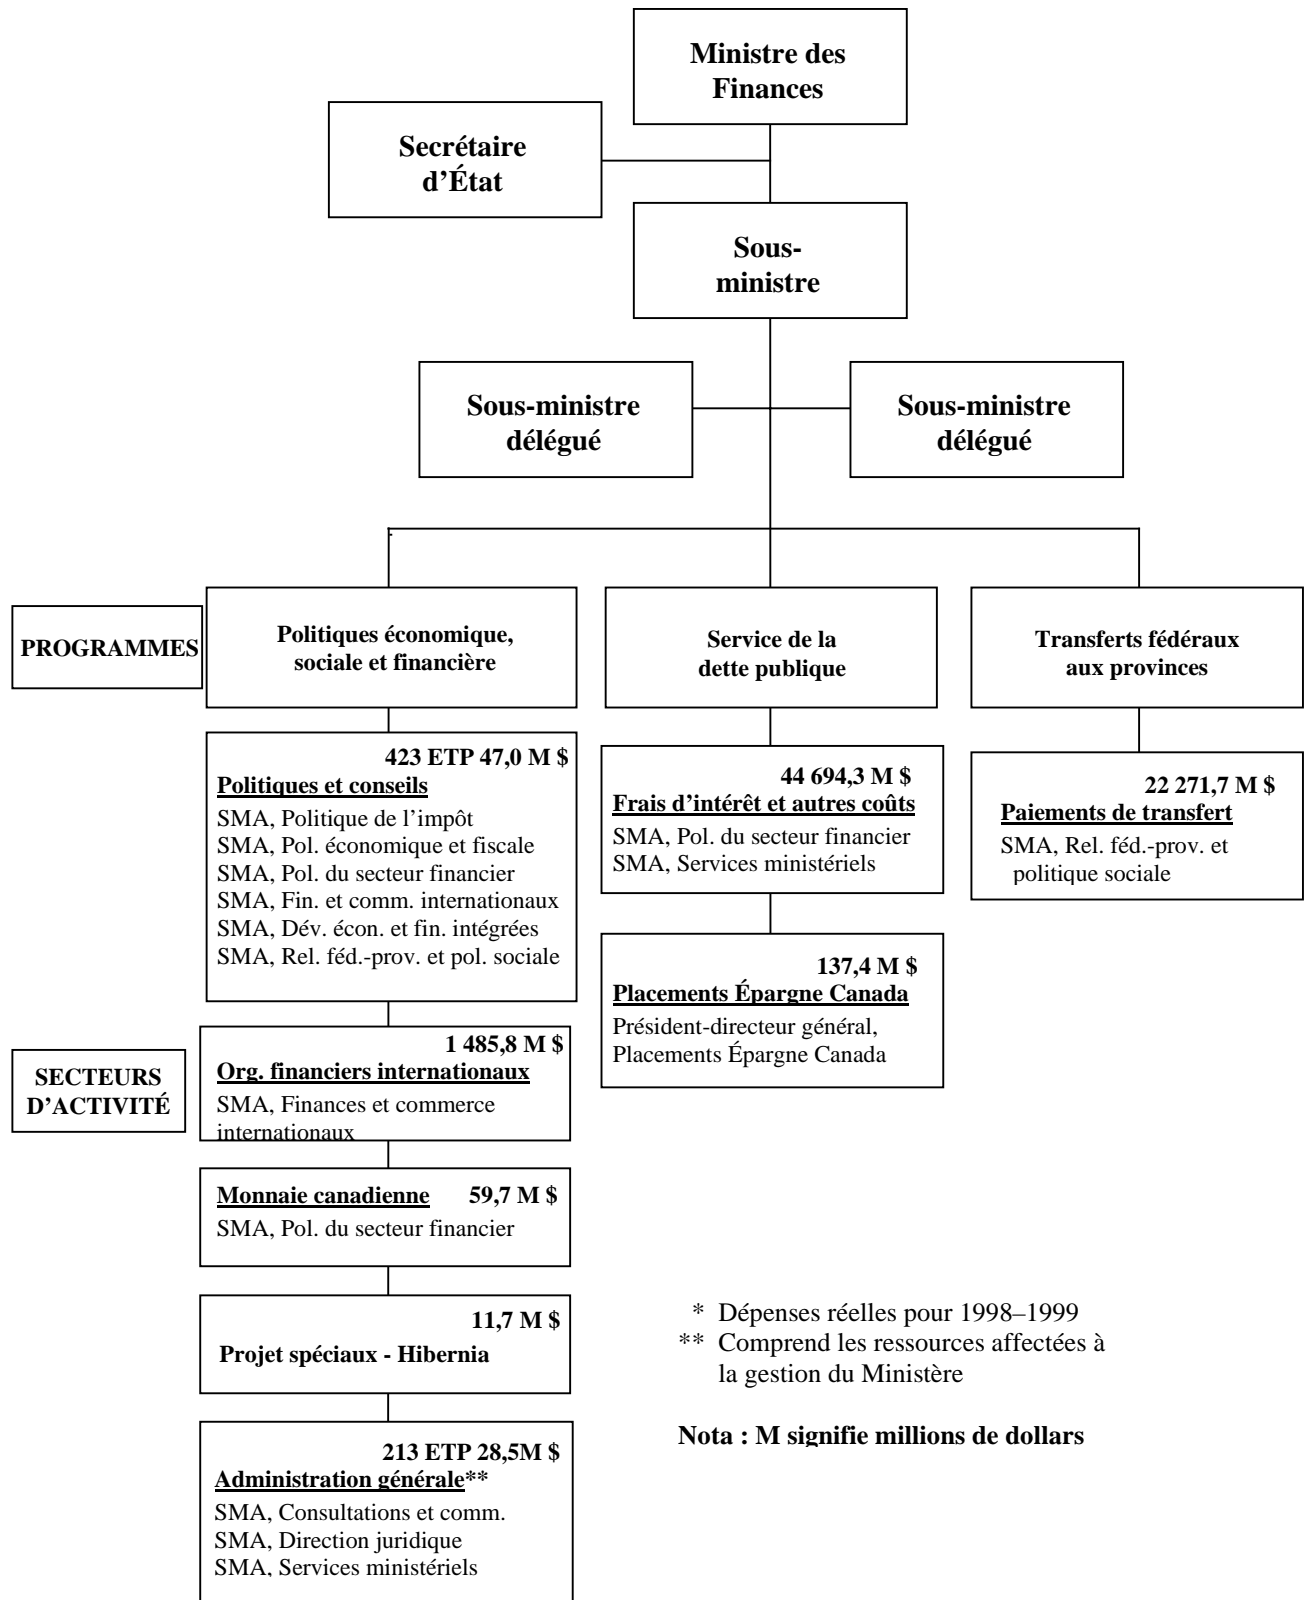 Ministre des
Finances
Secrétaire
d’État
Sous-
ministre
Sous-ministre
délégué
Sous-ministre
délégué
PROGRAMMES
Politiques économique,
sociale et financière
Service de la
dette publique
Transferts fédéraux
aux provinces
423 ETP 47,0 M $
Politiques et conseils
SMA, Politique de l’impôt
SMA, Pol. économique et fiscale
SMA, Pol. du secteur financier
SMA, Fin. et comm. internationaux
SMA, Dév. écon. et fin. intégrées
SMA, Rel. féd.-prov. et pol. sociale
44 694,3 M $
Frais d’intérêt et autres coûts
SMA, Pol. du secteur financier
SMA, Services ministériels
22 271,7 M $
Paiements de transfert
SMA, Rel. féd.-prov. et
politique sociale
137,4 M $
Placements Épargne Canada
Président-directeur général,
Placements Épargne Canada
SECTEURS
D’ACTIVITÉ
1 485,8 M $
Org. financiers internationaux
SMA, Finances et commerce
internationaux
Monnaie canadienne 59,7 M $
SMA, Pol. du secteur financier
11,7 M $
Projet spéciaux - Hibernia
213 ETP 28,5M $
Administration générale**
SMA, Consultations et comm.
SMA, Direction juridique
SMA, Services ministériels
* Dépenses réelles pour 1998–1999
** Comprend les ressources affectées à
la gestion du Ministère
Nota : M signifie millions de dollars